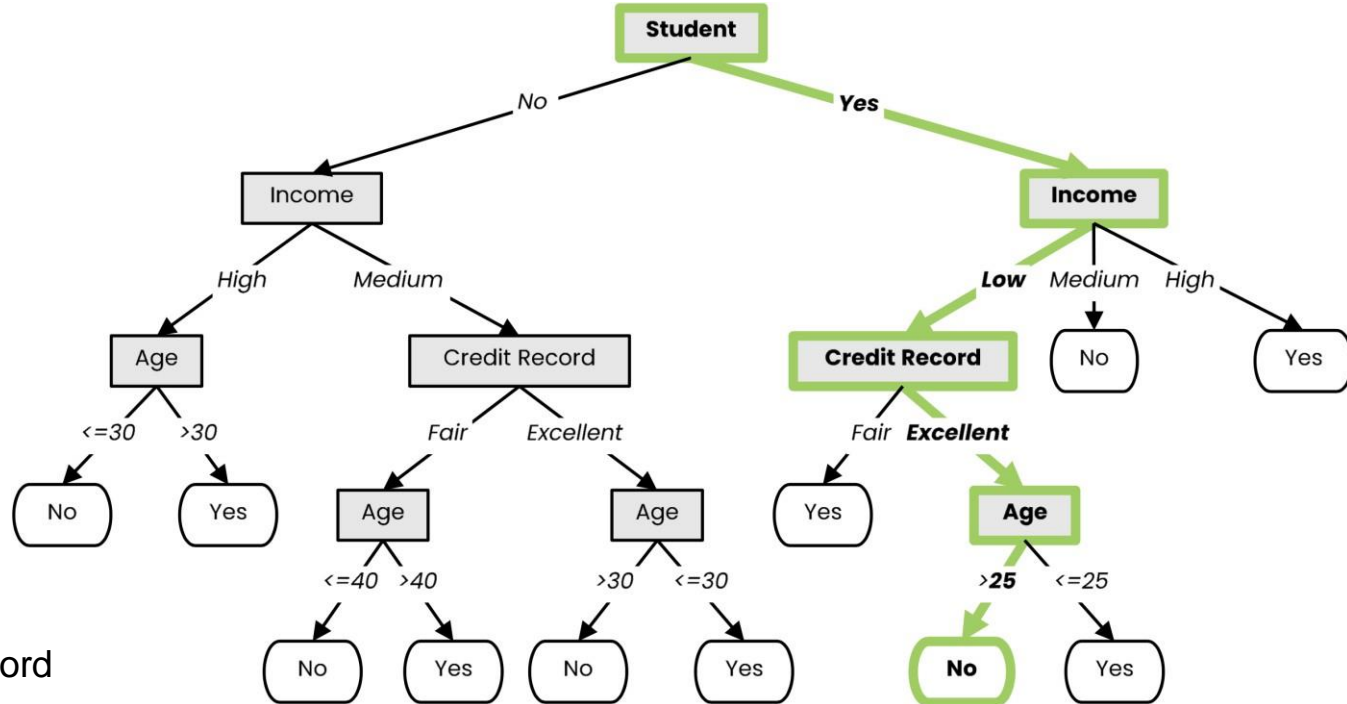 Student
No Yes
Income Income
High Medium Low Medium High
Age Credit Record Credit Record No Yes
<=30 >30 Fair Excellent Fair Excellent
No Yes Age Age Yes Age
<=40 >40 >30 <=30 >25 <=25
ord No Yes No Yes No Yes